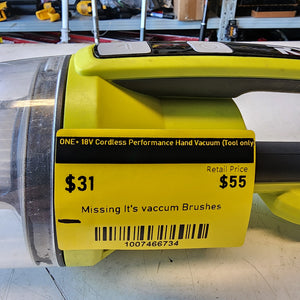 ONE+ 18V Cordless Performance Hand Vacuum (Tool only
Retail Price
$31 $55
Missing It's vaccum Brushes
1007466734